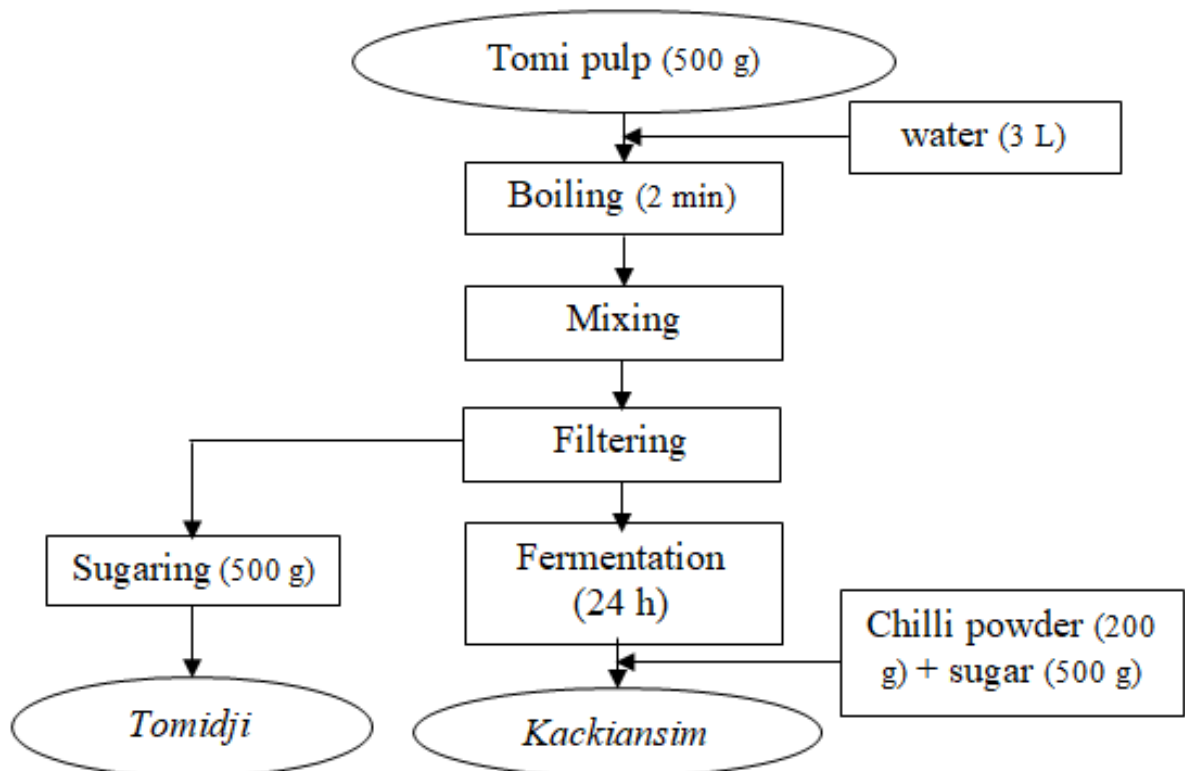 Tomi pulp (500 g)
water (3 L)
Boiling (2 min)
Mixing
Filtering
Sugaring (500 g)
Fermentation
(24 h)
Chilli powder (200
g) + sugar (500 g)
Tomidji
Kackiansim